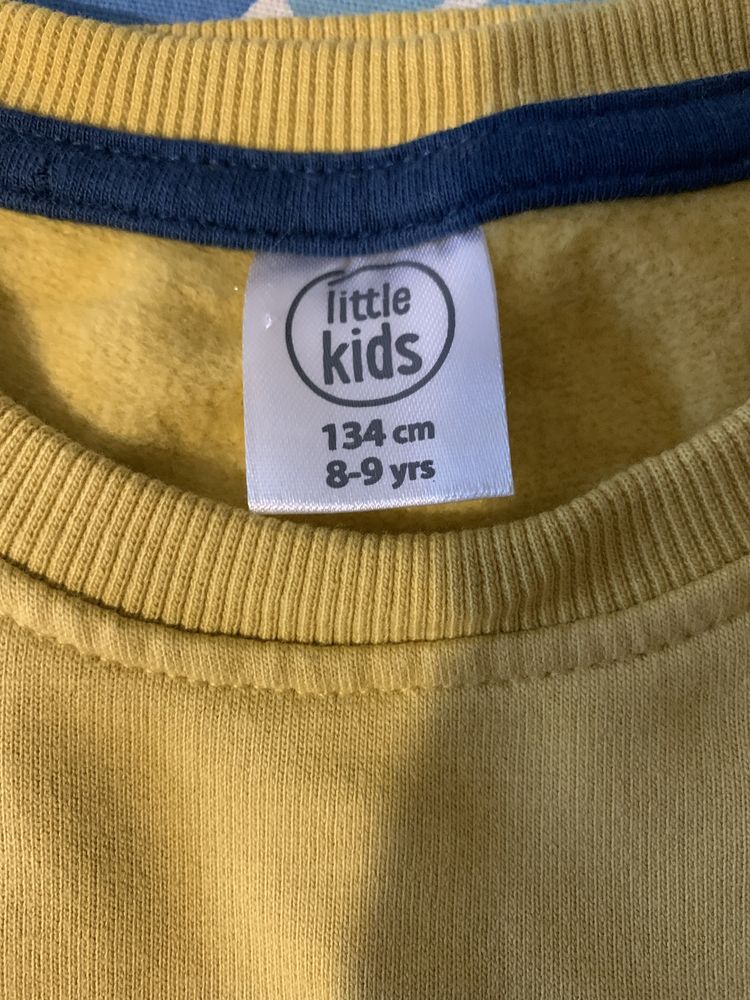 little
kids
134 cm
8-9 yrs